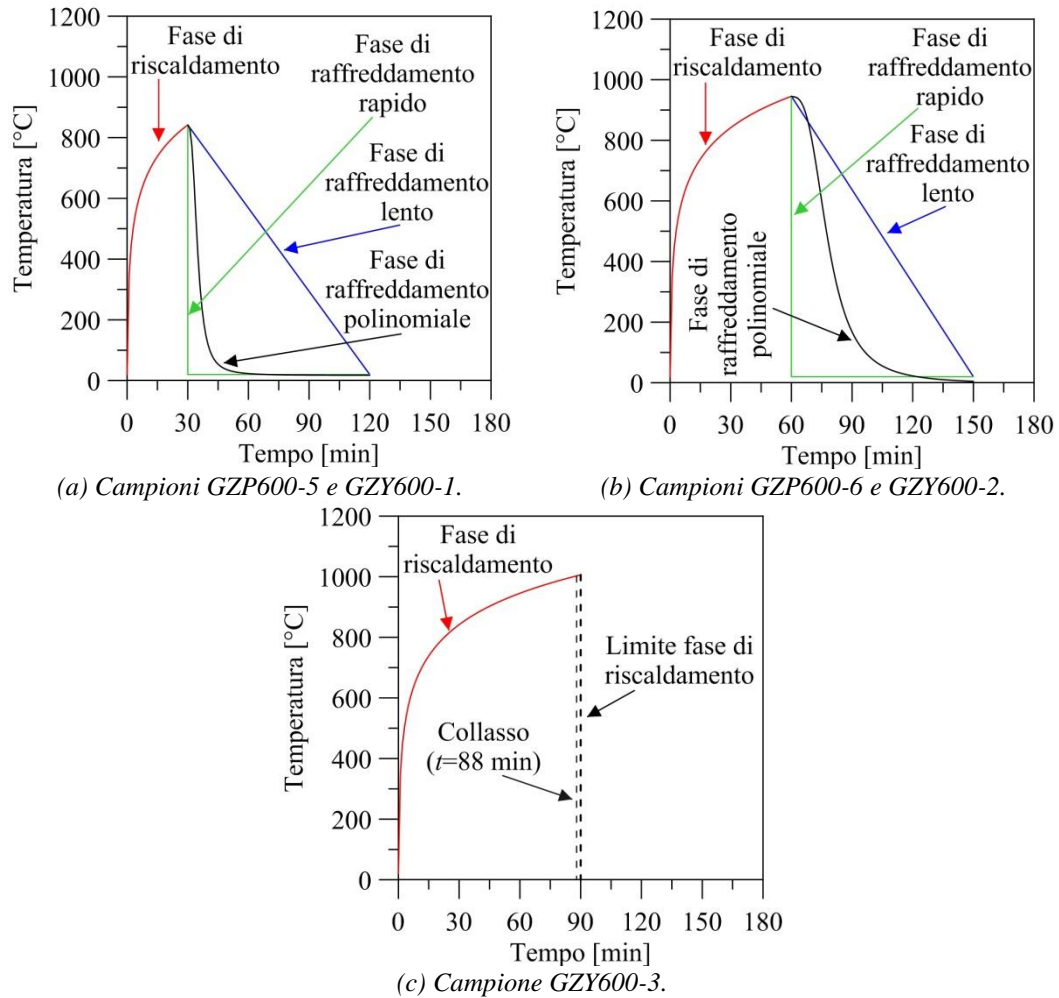 1200
1000
800
600
400
200
0
Temperatura [°C]
Fase di
riscaldamento
Fase di
raffreddamento
rapido
Fase di
raffreddamento
lento
Fase di
raffreddamento
polinomiale
0 30 60 90 120 150 180
Tempo [min]
(a) Campioni GZP600-5 e GZY600-1.
1200
1000
800
600
400
200
0
Temperatura [°C]
Fase di
riscaldamento
Fase di
raffreddamento
rapido
Fase di
raffreddamento
lento
Fase di
raffreddamento
polinomiale
0 30 60 90 120 150 180
Tempo [min]
(b) Campioni GZP600-6 e GZY600-2.
1200
1000
800
600
400
200
0
Temperatura [°C]
Fase di
riscaldamento
Limite fase di
riscaldamento
Collasso
(t=88 min)
0 30 60 90 120 150 180
Tempo [min]
(c) Campione GZY600-3.